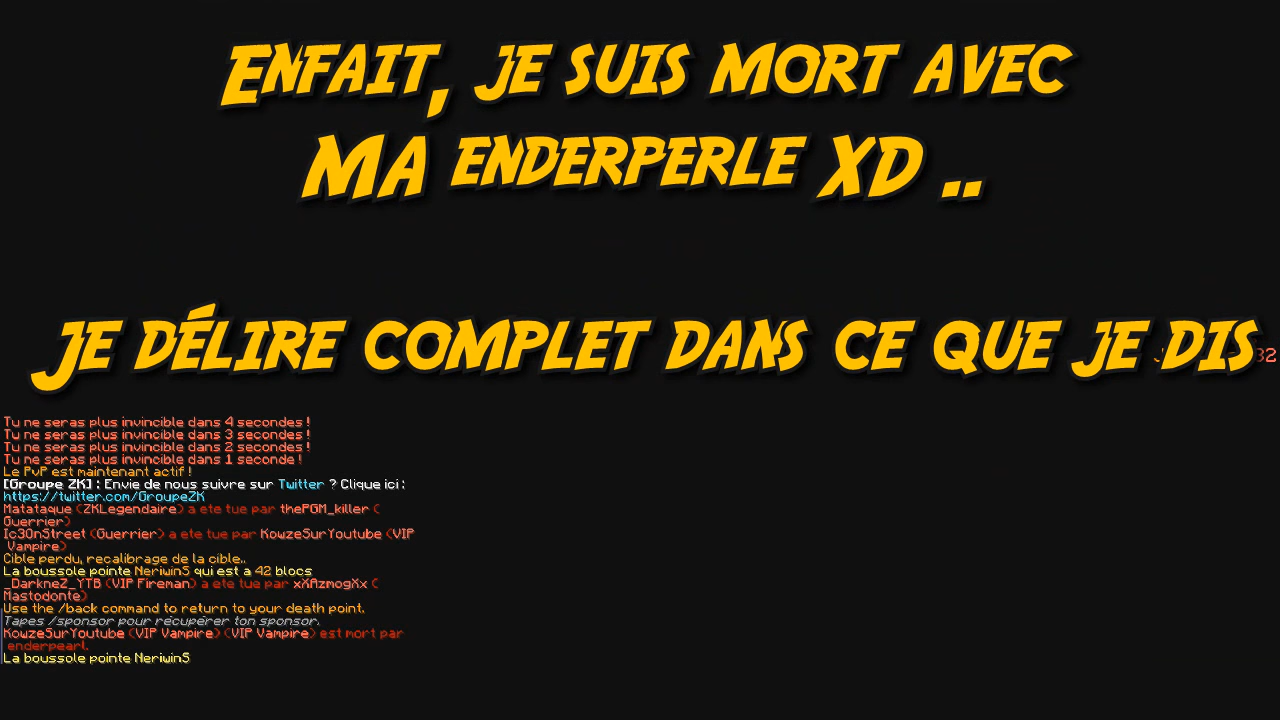 Enfait, je suis mort avec
ma enderperle XD ..
Je délire complet dans ce que je dis
32
Tu ne seras plus invincible dans 4 secondes !
Tu ne seras plus invincible dans 3 secondes !
Tu ne seras plus invincible dans 2 secondes !
Tu ne seras plus invincible dans 1 seconde !
Le PvP est maintenant actif !
[Groupe ZK] : Envie de nous suivre sur Twitter ? Clique ici :
https://twitter.com/GroupeZK
Matataque (ZKLegendaire) a ete tue par thePGM_killer (
Guerrier)
Ic3OnStreet (Guerrier) a ete tue par KowzeSurYoutube (VIP
Vampire)
Cible perdu, recalibrage de la cible..
La boussole pointe NeriwinS qui est a 42 blocs
_DarkneZ_YTB (VIP Fireman) a ete tue par xXAzmogXx (
Mastodonte)
Use the /back command to return to your death point.
Tapes /sponsor pour récupérer ton sponsor.
KowzeSurYoutube (VIP Vampire) (VIP Vampire) est mort par
enderpearl.
La boussole pointe NeriwinS